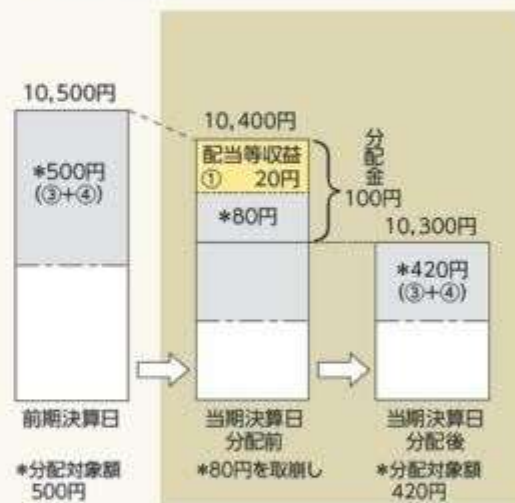 10,500円
*500円
(③+④)
前期決算日
*分配対象額
500円
10,400円
配当等収益
① 20円
*80円
分配金
100円
当期決算日
分配前
*80円を取崩し
10,300円
*420円
(③+④)
当期決算日
分配後
*分配対象額
420円